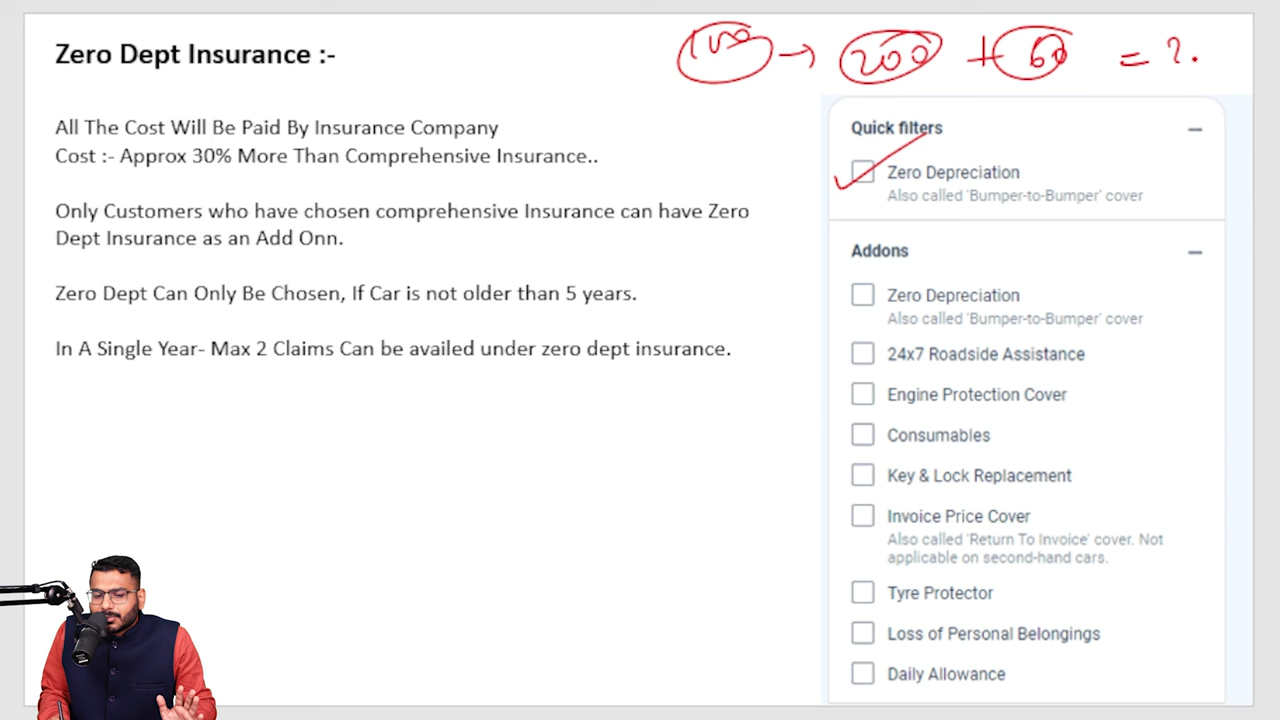 Zero Dept Insurance :-
200 + 60 = ?.
All The Cost Will Be Paid By Insurance Company
Cost :- Approx 30% More Than Comprehensive Insurance..
Only Customers who have chosen comprehensive Insurance can have Zero
Dept Insurance as an Add Onn.
Zero Dept Can Only Be Chosen, If Car is not older than 5 years.
In A Single Year- Max 2 Claims Can be availed under zero dept insurance.
Quick filters
Zero Depreciation
Also called 'Bumper-to-Bumper' cover
Addons
Zero Depreciation
Also called 'Bumper-to-Bumper' cover
24x7 Roadside Assistance
Engine Protection Cover
Consumables
Key & Lock Replacement
Invoice Price Cover
Also called 'Return To Invoice' cover. Not
applicable on second-hand cars.
Tyre Protector
Loss of Personal Belongings
Daily Allowance